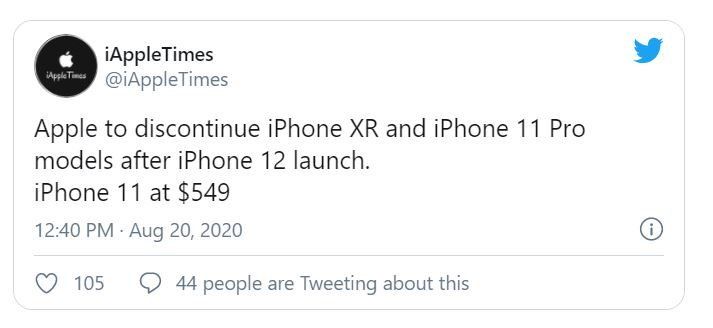 iAppleTimes
iAppleTimes
@iAppleTimes
Apple to discontinue iPhone XR and iPhone 11 Pro
models after iPhone 12 launch.
iPhone 11 at $549
12:40 PM · Aug 20, 2020
105 44 people are Tweeting about this